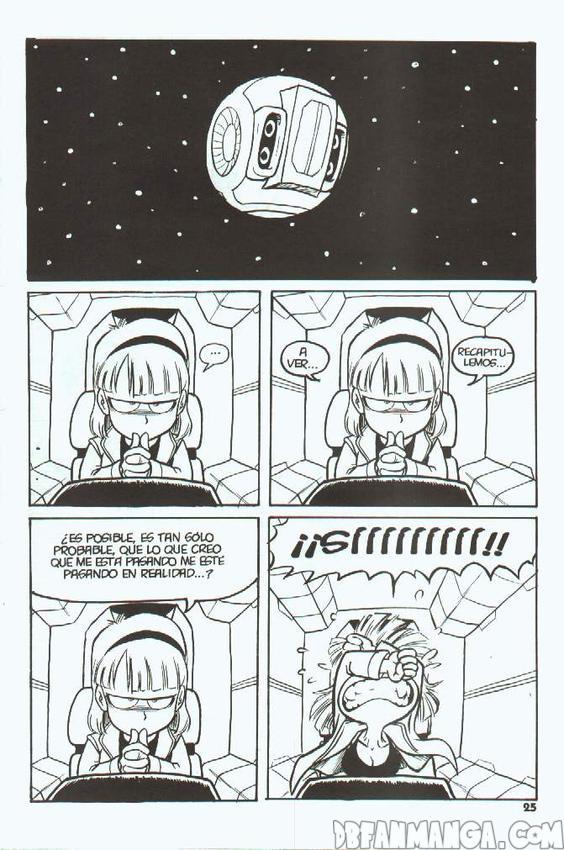 ...
A
VER...
RECAPITU-
LEMOS...
¿ES POSIBLE, ES TAN SÓLO
PROBABLE, QUE LO QUE CREO
QUE ME ESTÁ PASANDO ME ESTÉ
PASANDO EN REALIDAD...?
¡¡SÍÍÍÍÍÍÍÍÍÍ!!
25
DBFANMANGA.COM